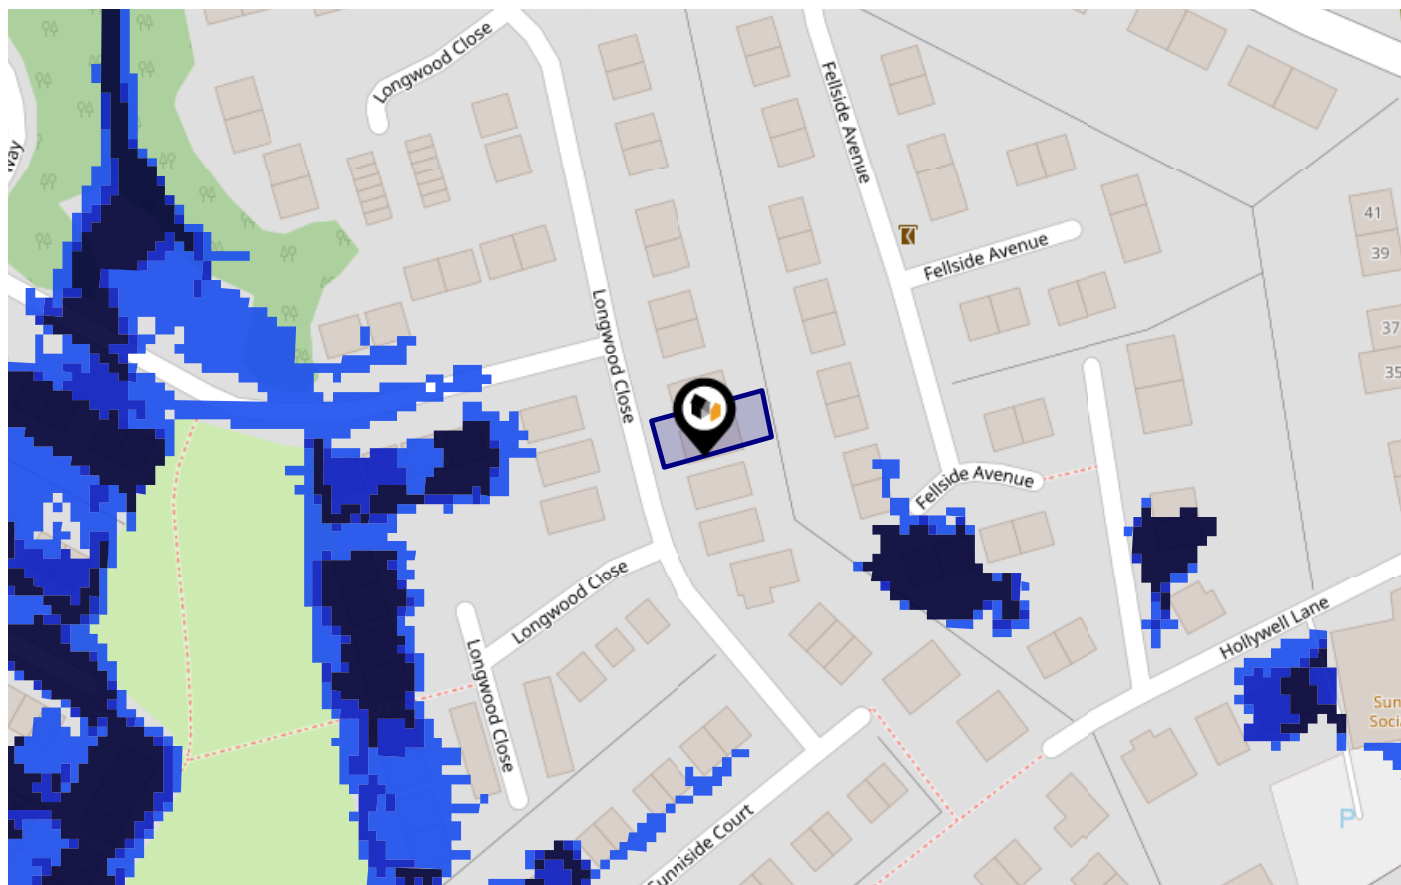 Longwood Close
Fellside Avenue
way
41
Fellside Avenue
39
Longwood Close
37
35
Fellside Avenue
Longwood Close
Hollywell Lane
Longwood Close
Sun
Socia
P
Sunniside Court